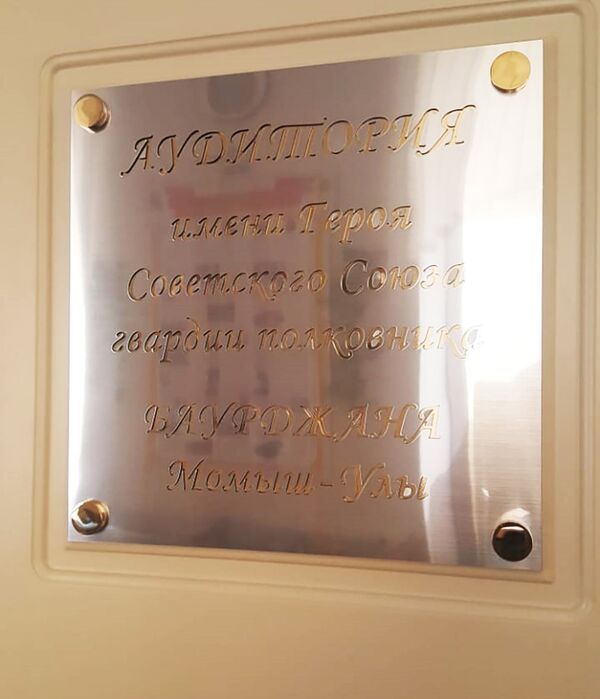 АУДИТОРИЯ
имени Героя
Советского Союза
гвардии полковника
БАУРДЖАНА
Момыш-Улы